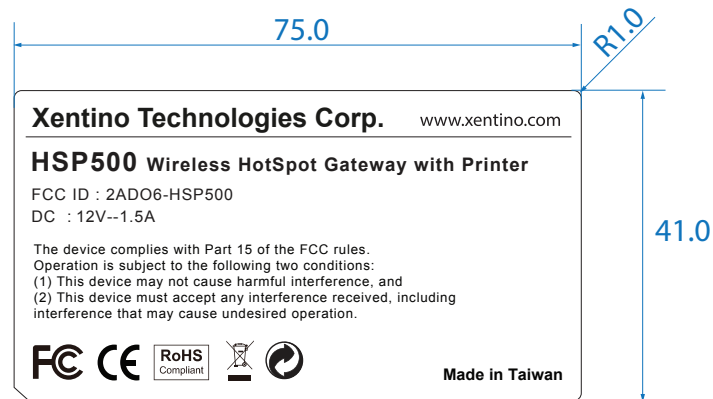 75.0
R1.0
Xentino Technologies Corp. www.xentino.com
HSP500 Wireless HotSpot Gateway with Printer
FCC ID : 2ADO6-HSP500
DC : 12V--1.5A
41.0
The device complies with Part 15 of the FCC rules.
Operation is subject to the following two conditions:
(1) This device may not cause harmful interference, and
(2) This device must accept any interference received, including
interference that may cause undesired operation.
FC CE RoHS
Compliant
Made in Taiwan